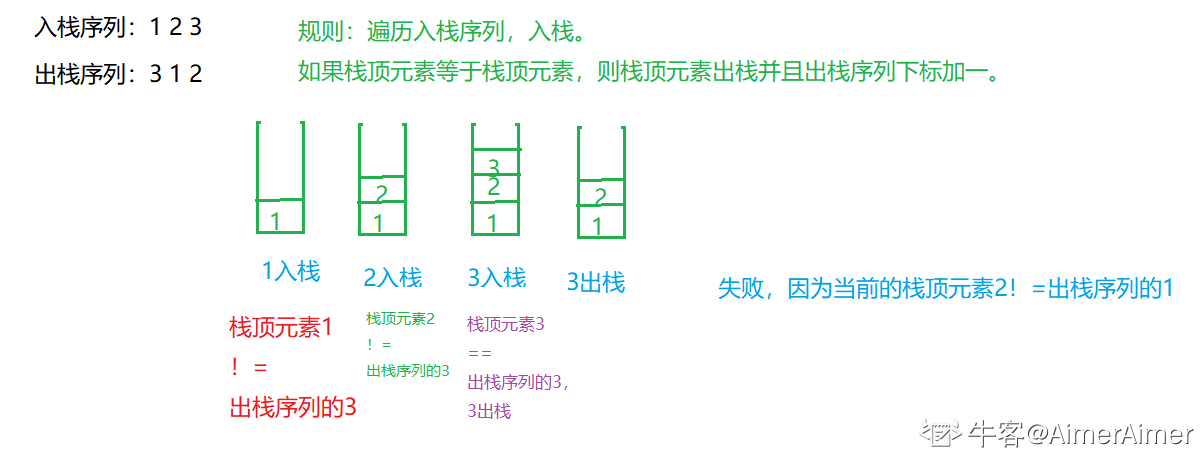 入栈序列：1 2 3
规则：遍历入栈序列，入栈。
出栈序列：3 1 2
如果栈顶元素等于栈顶元素，则栈顶元素出栈并且出栈序列下标加一。
1
2
1
3
2
1
2
1
1入栈
2入栈
3入栈
3出栈
失败，因为当前的栈顶元素2！=出栈序列的1
栈顶元素1
！=
出栈序列的3
栈顶元素2
！=
出栈序列的3
栈顶元素3
==
出栈序列的3，
3出栈
牛客@AimerAimer